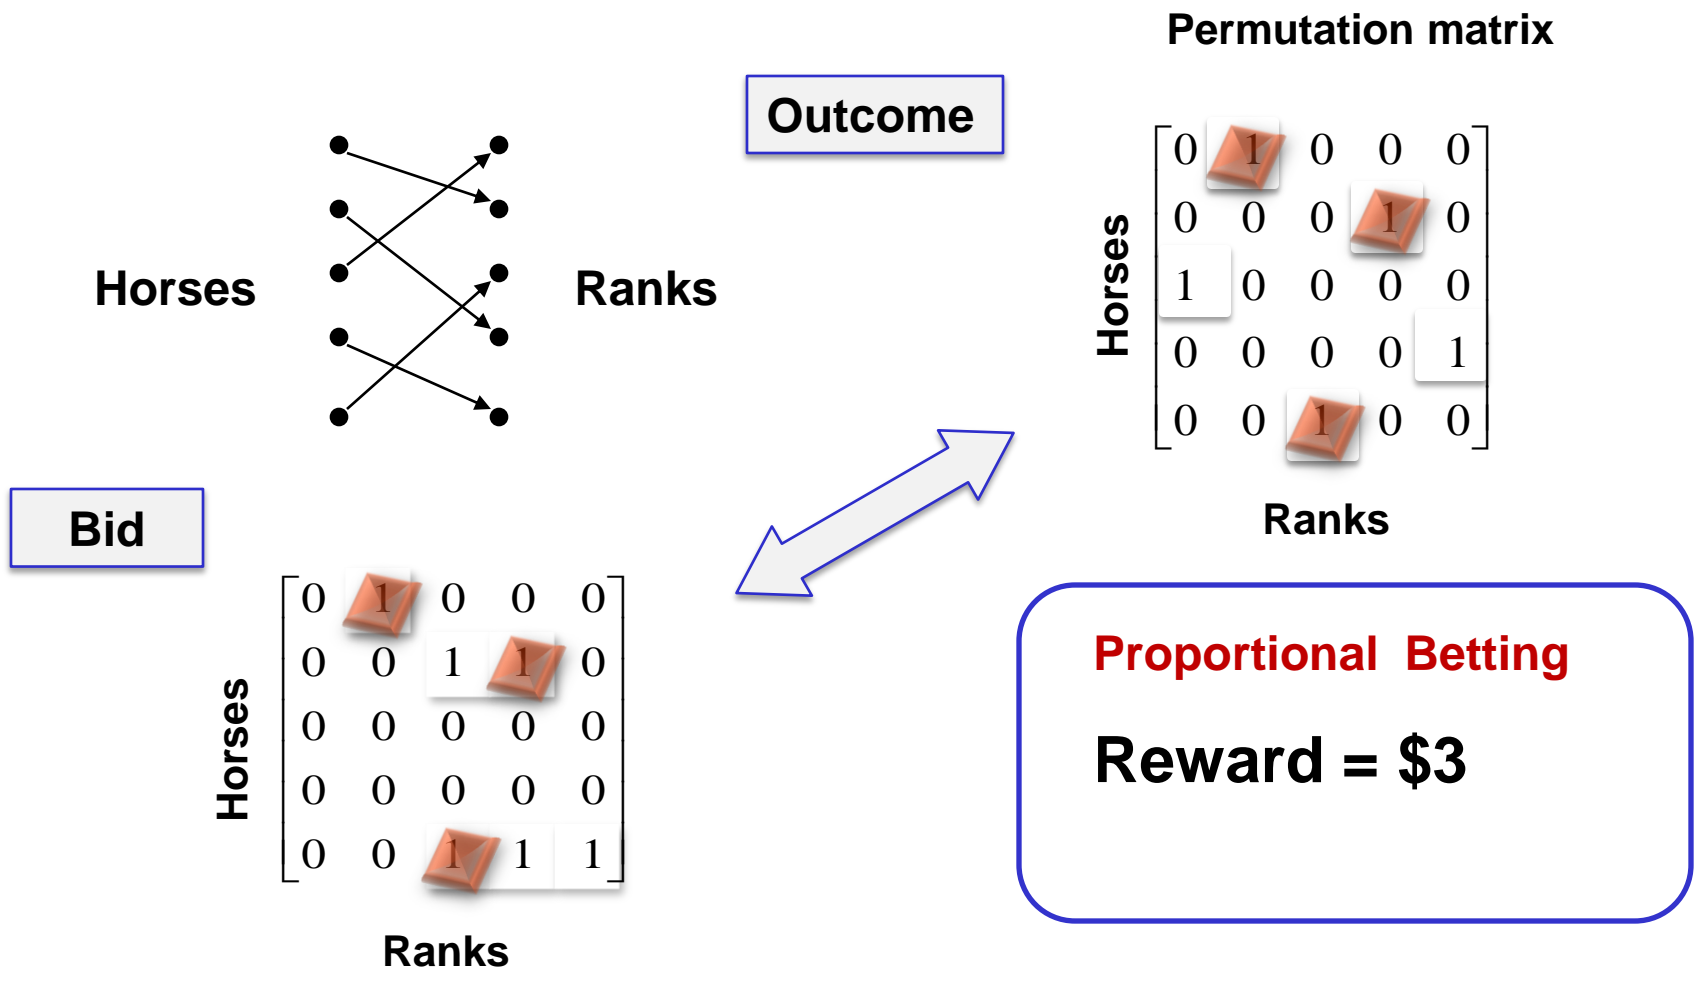 Permutation matrix
Outcome
Horses
Ranks
Horses
0 1 0 0 0
0 0 0 1 0
1 0 0 0 0
0 0 0 0 1
0 0 1 0 0
Ranks
Bid
Horses
0 1 0 0 0
0 0 1 1 0
0 0 0 0 0
0 0 0 0 0
0 0 1 1 1
Ranks
Proportional Betting
Reward = $3